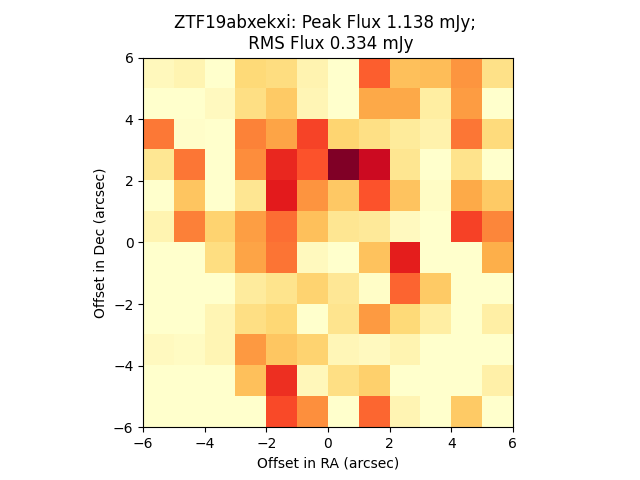 ZTF19abxekxi: Peak Flux 1.138 mJy;
RMS Flux 0.334 mJy
6
4
2
0
−2
−4
−6
Offset in Dec (arcsec)
−6 −4 −2 0 2 4 6
Offset in RA (arcsec)